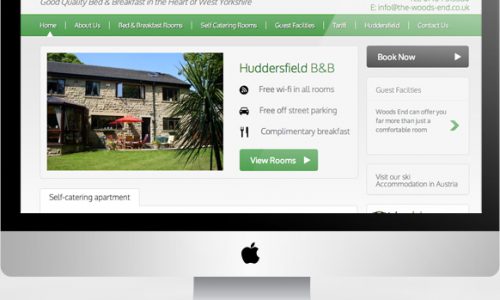 Good Quality Bed & Breakfast in the Heart of West Yorkshire
E: info@the-woods-end.co.uk
Home
About Us
Bed & Breakfast Rooms
Self Catering Rooms
Guest Facilities
Tariff
Huddersfield
Contact Us
Huddersfield B&B
Free wi-fi in all rooms
Free off street parking
Complimentary breakfast
View Rooms
Book Now
Guest Facilities
Woods End can offer you
far more than just a
comfortable room
Visit our ski
Accommodation in Austria
Self-catering apartment